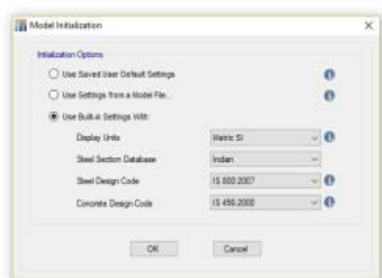 Model Initialization
Initialization Options
Use Saved User Default Settings
Use Settings from a Model File...
Use Built-in Settings With:
Display Units
Metric SI
Steel Section Database
Indian
Steel Design Code
IS 800:2007
Concrete Design Code
IS 456:2000
OK
Cancel